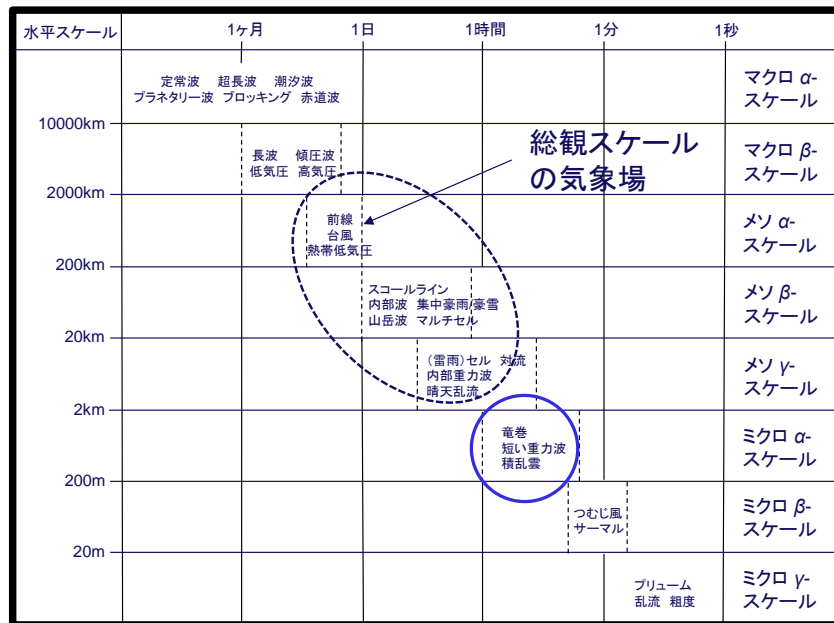 水平スケール 1ヶ月 1日 1時間 1分 1秒
定常波 超長波 潮汐波
プラネタリー波 ブロッキング 赤道波
マクロ α-
スケール
10000km
長波 傾圧波
低気圧 高気圧
総観スケール
の気象場
マクロ β-
スケール
2000km
前線
台風
熱帯低気圧
メソ α-
スケール
200km
スコールライン
内部波 集中豪雨/豪雪
山岳波 マルチセル
メソ β-
スケール
20km
(雷雨)セル 対流
内部重力波
晴天乱流
メソ γ-
スケール
2km
竜巻
短い重力波
積乱雲
ミクロ α-
スケール
200m
つむじ風
サーマル
ミクロ β-
スケール
20m
プリューム
乱流 粗度
ミクロ γ-
スケール